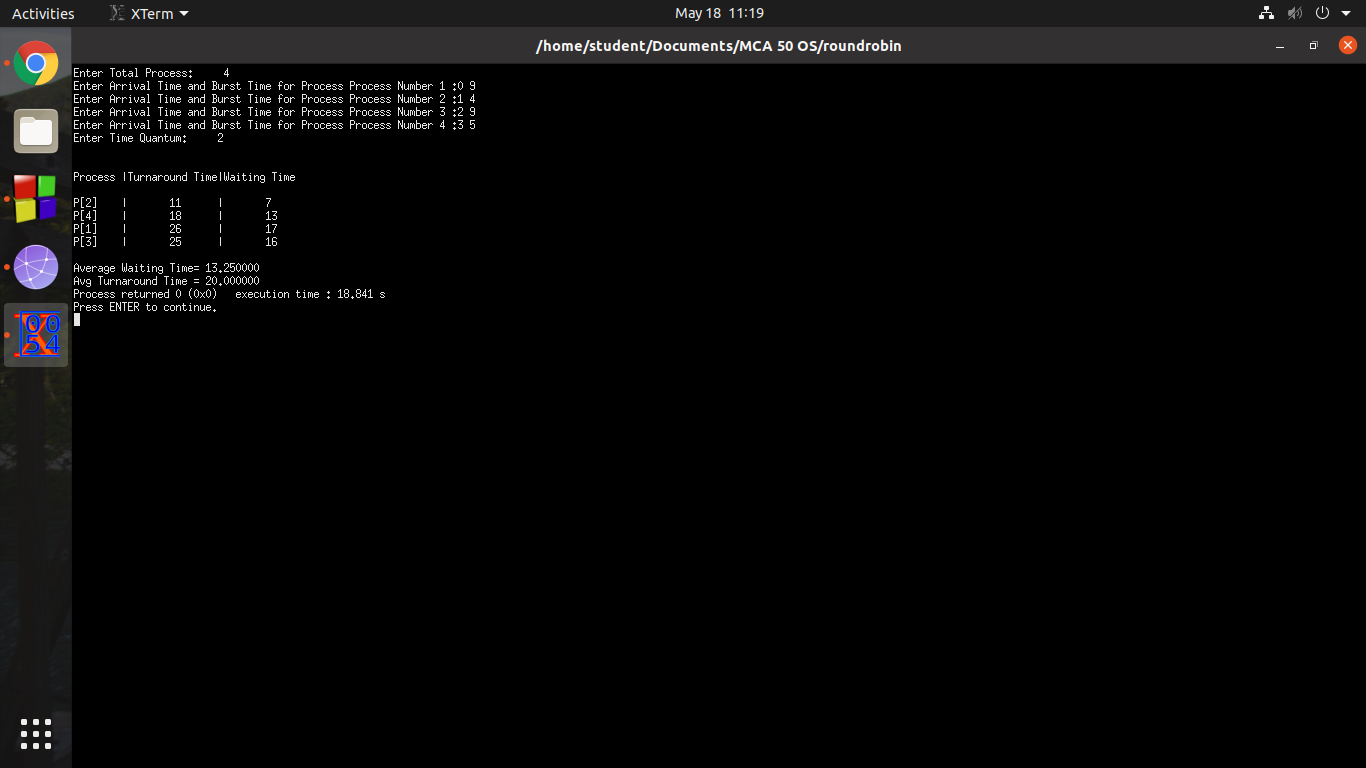 Activities XTerm May 18 11:19
/home/student/Documents/MCA 50 OS/roundrobin
Enter Total Process: 4
Enter Arrival Time and Burst Time for Process Process Number 1 :0 9
Enter Arrival Time and Burst Time for Process Process Number 2 :1 4
Enter Arrival Time and Burst Time for Process Process Number 3 :2 9
Enter Arrival Time and Burst Time for Process Process Number 4 :3 5
Enter Time Quantum: 2
Process |Turnaround Time|Waiting Time
P[2] | 11 | 7
P[4] | 18 | 13
P[1] | 26 | 17
P[3] | 25 | 16
Average Waiting Time= 13.250000
Avg Turnaround Time = 20.000000
Process returned 0 (0x0) execution time : 18.841 s
Press ENTER to continue.
00
54